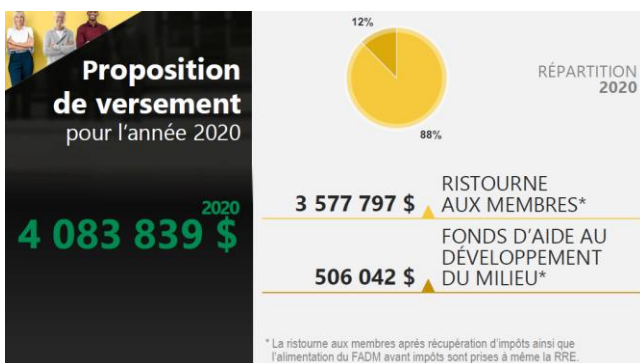 Proposition
de versement
pour l'année 2020
2020
4 083 839 $
12%
88%
RÉPARTITION
2020
3 577 797 $
RISTOURNE
AUX MEMBRES*
506 042 $
FONDS D'AIDE AU
DÉVELOPPEMENT
DU MILIEU*
* La ristourne aux membres après récupération d'impôts ainsi que
l'alimentation du FADM avant impôts sont prises à même la RRE.